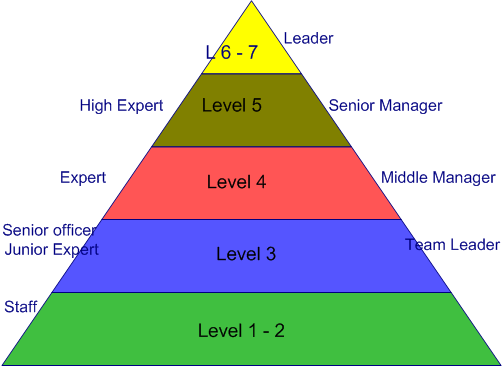 Leader
L 6 - 7
High Expert
Level 5
Senior Manager
Expert
Level 4
Middle Manager
Senior officer
Junior Expert
Level 3
Team Leader
Staff
Level 1 - 2